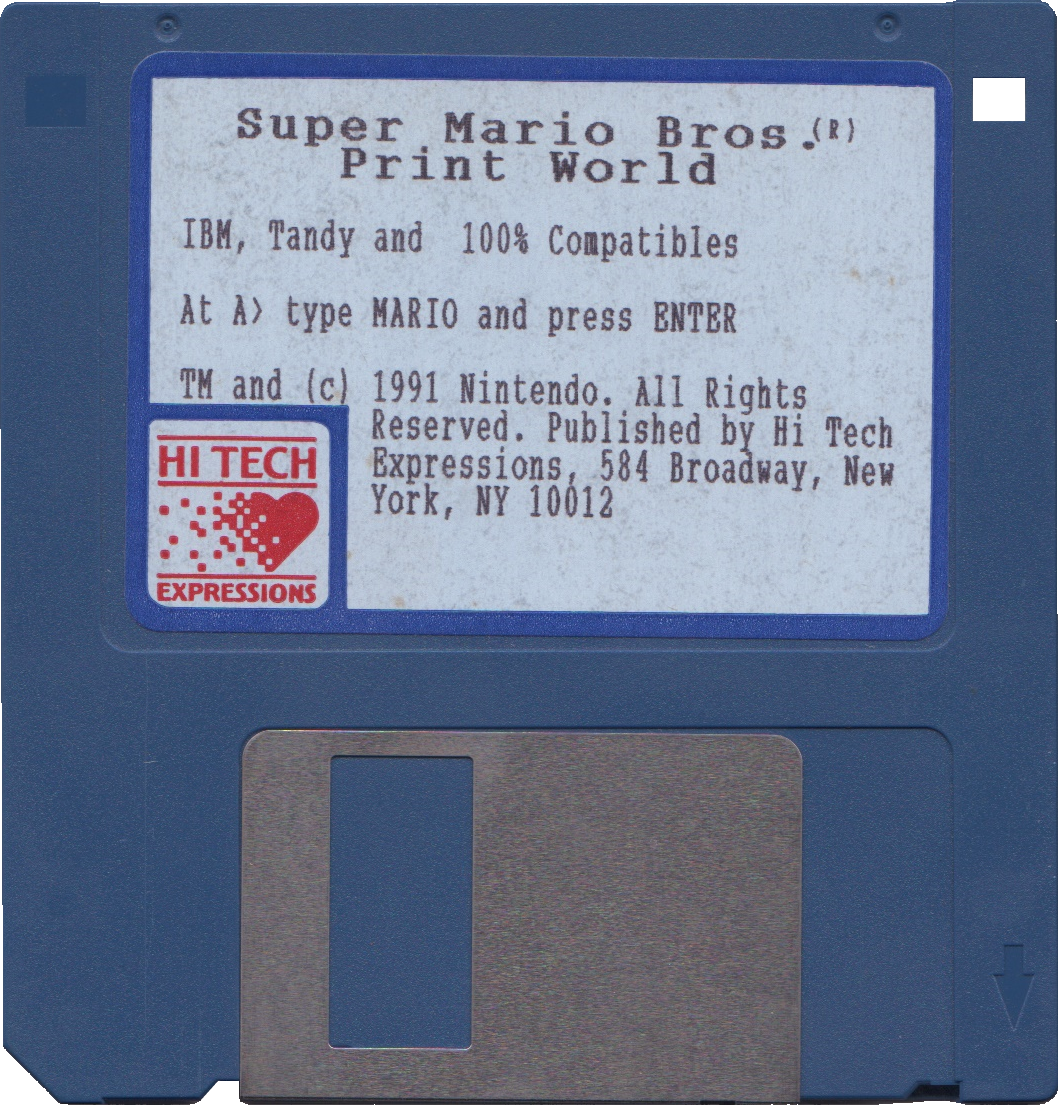 Super Mario Bros.(R)
Print World
IBM, Tandy and  100% Compatibles
At A> type MARIO and press ENTER
TM and (c) 1991 Nintendo. All Rights
Reserved. Published by Hi Tech
Expressions, 584 Broadway, New
York, NY 10012
HI TECH
EXPRESSIONS